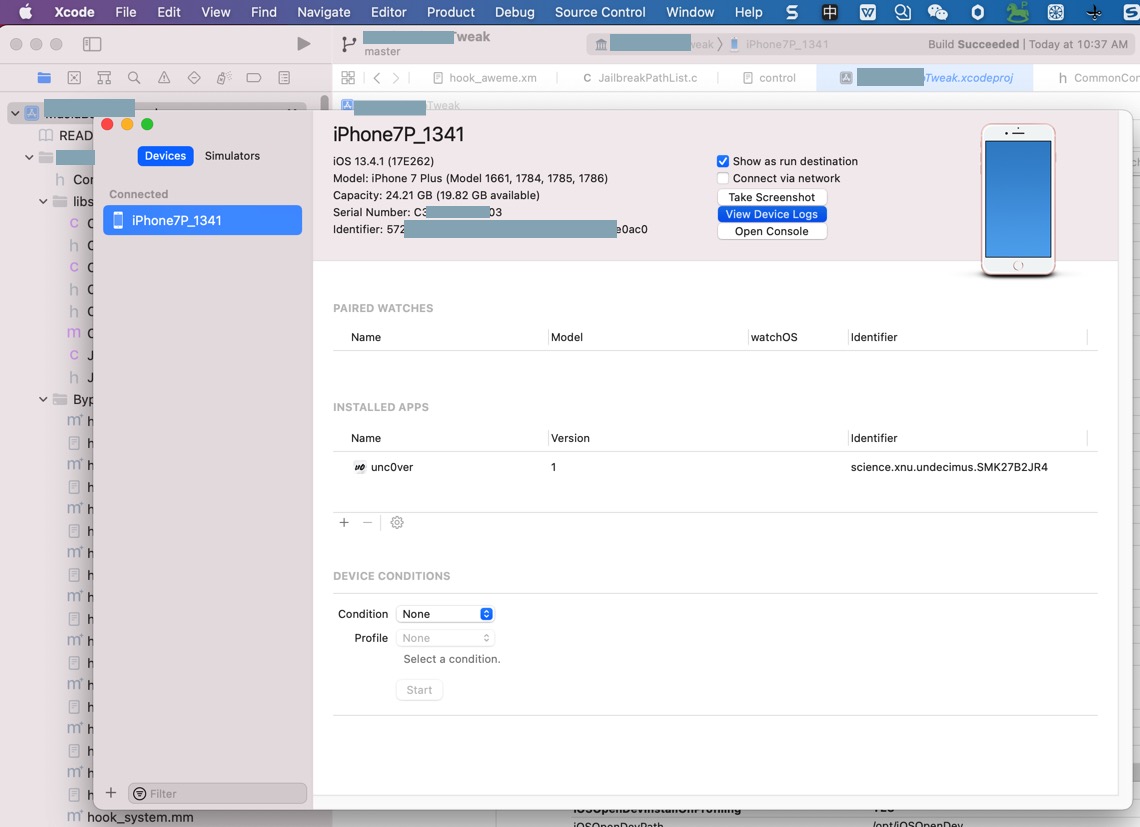 Xcode File Edit View Find Navigate Editor Product Debug Source Control Window Help S 中 W
Tweak
master
eak 〉 iPhone7P_1341
Build Succeeded | Today at 10:37 AM
hook_aweme.xm
C JailbreakPathList.c
control
Tweak.xcodeproj
h CommonCor
Tweak
READ
h Cor
libs
C C
h C
C C
h C
h C
m C
C J
h J
Byp
m h
h
m h
h
m h
h
m h
h
m h
h
m h
h
m h
h
m h
h
m h
h
m hook_system.mm
Devices Simulators
Connected
iPhone7P_1341
Filter
iPhone7P_1341
iOS 13.4.1 (17E262)
Model: iPhone 7 Plus (Model 1661, 1784, 1785, 1786)
Capacity: 24.21 GB (19.82 GB available)
Serial Number: C3 03
Identifier: 572 e0ac0
Show as run destination
Connect via network
Take Screenshot
View Device Logs
Open Console
PAIRED WATCHES
Name Model watchOS Identifier
INSTALLED APPS
Name Version Identifier
unc0ver 1 science.xnu.undecimus.SMK27B2JR4
DEVICE CONDITIONS
Condition None
Profile None
Select a condition.
Start
iOSOpenDevInstallOnProfiling
iOSOpenDevPath /opt/iOSOpenDev